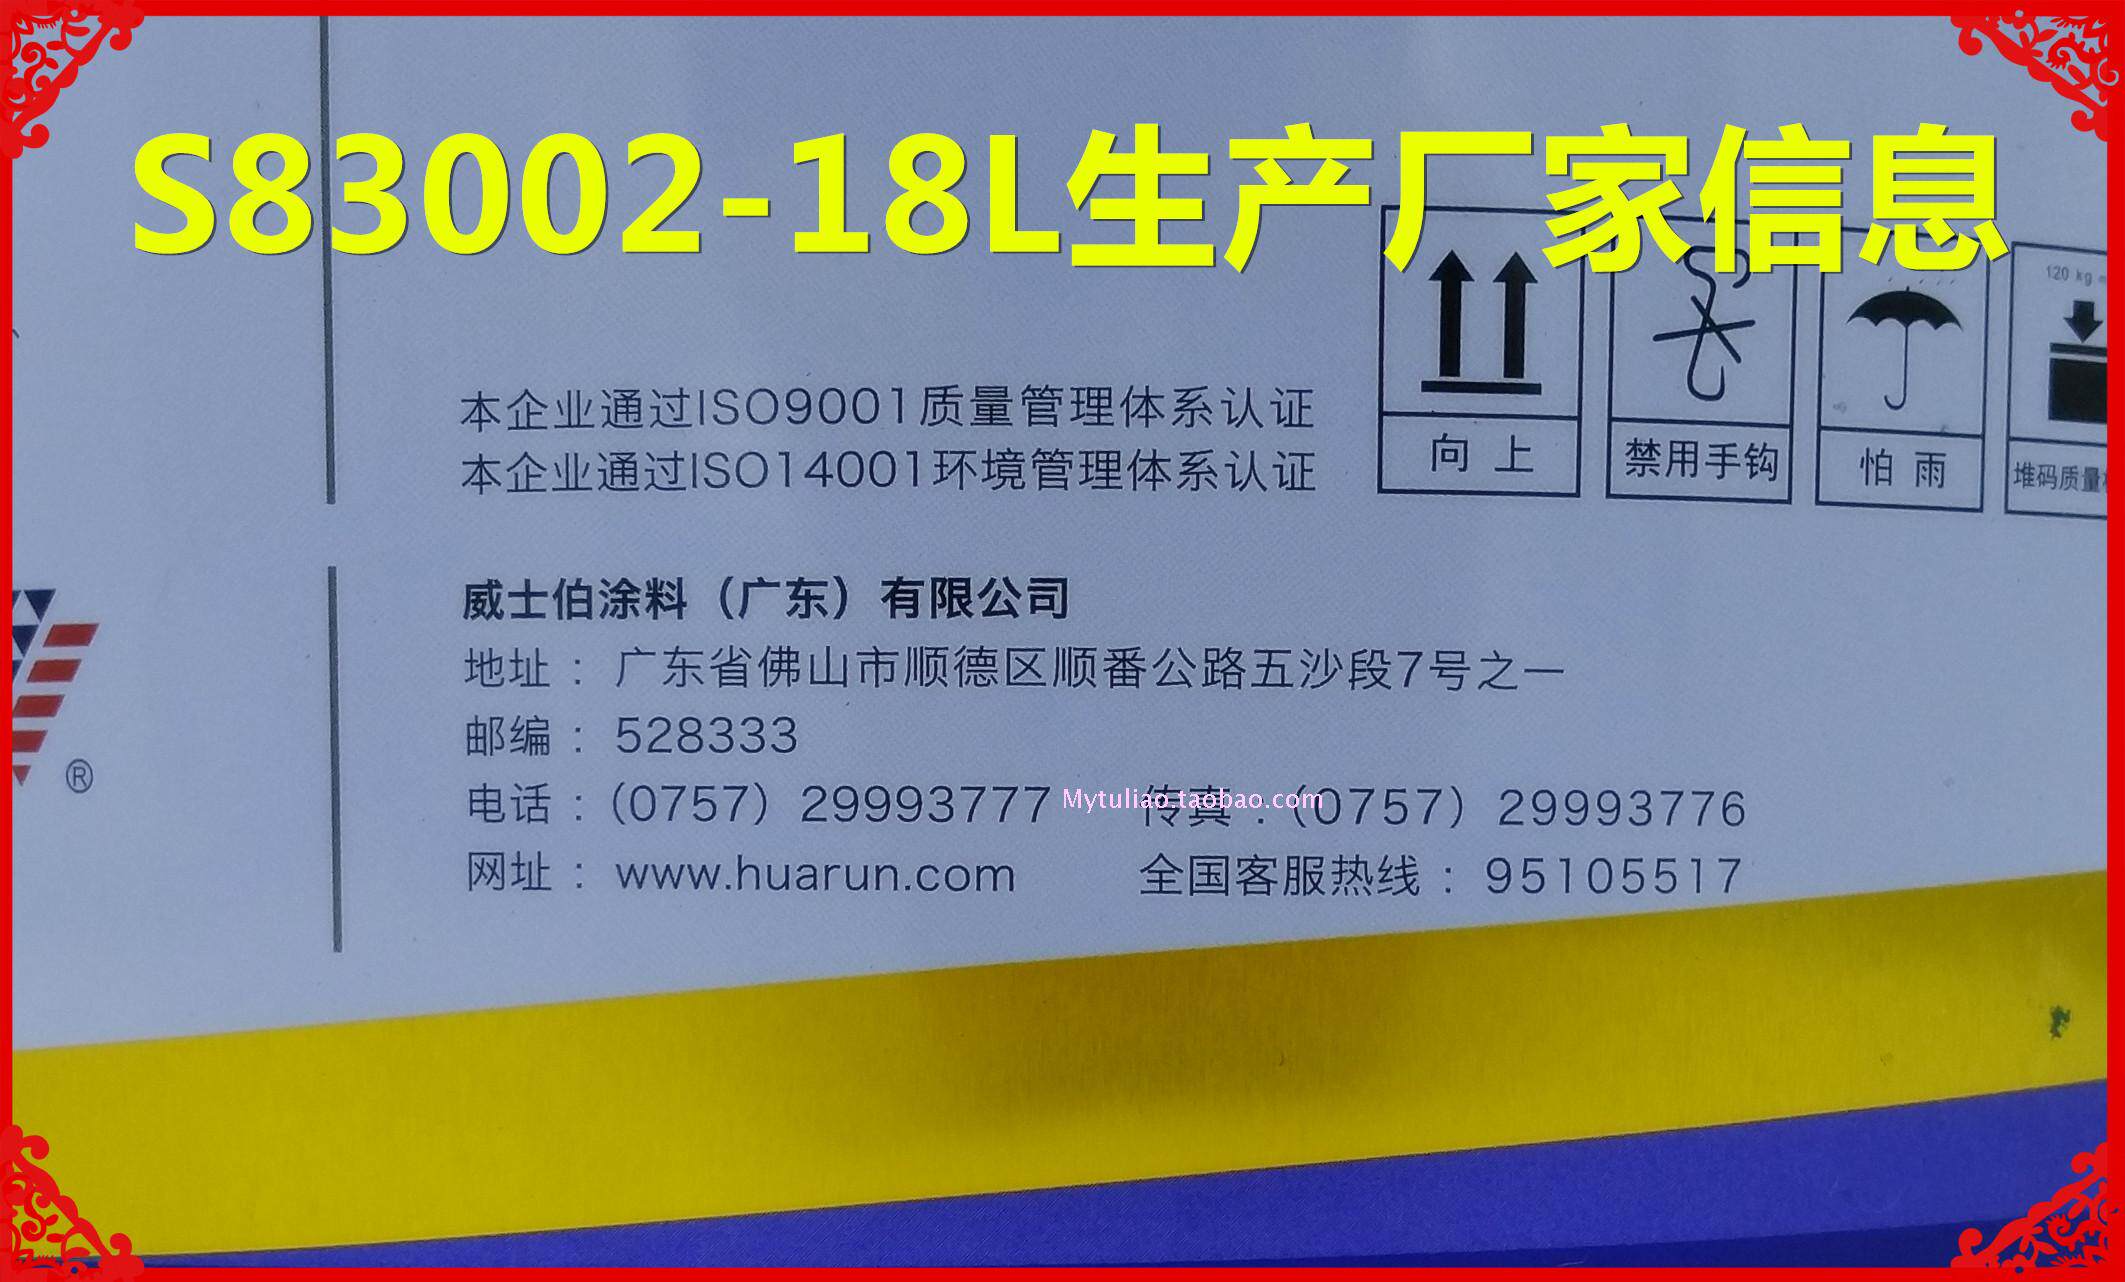 S83002-18L生产厂家信息
120 kg
本企业通过ISO9001质量管理体系认证
本企业通过ISO14001环境管理体系认证
向上
禁用手钩
怕雨
堆码质量
威士伯涂料（广东）有限公司
地址：广东省佛山市顺德区顺番公路五沙段7号之一
邮编：528333
®
电话：（0757）29993777 传真：（0757）29993776
Mytuliao.taobao.com
网址：www.huarun.com 全国客服热线：95105517